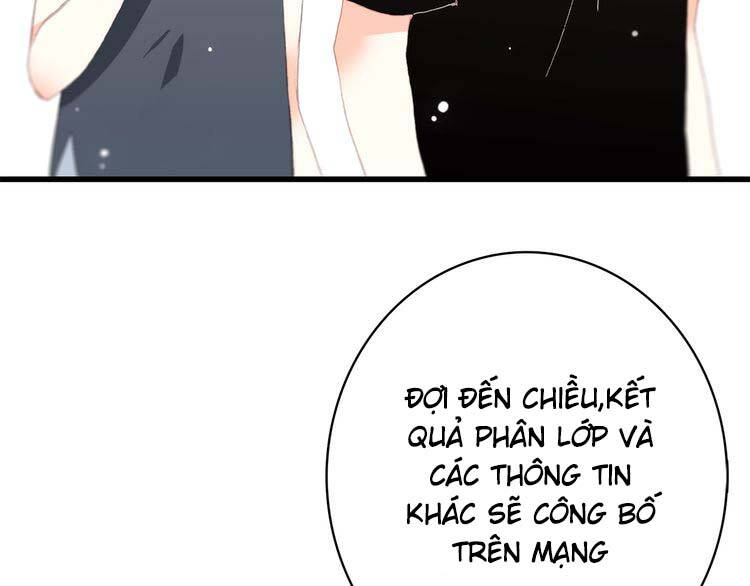 ĐỢI ĐẾN CHIỀU,KẾT
QUẢ PHÂN LỚP VÀ
CÁC THÔNG TIN
KHÁC SẼ CÔNG BỐ
TRÊN MẠNG